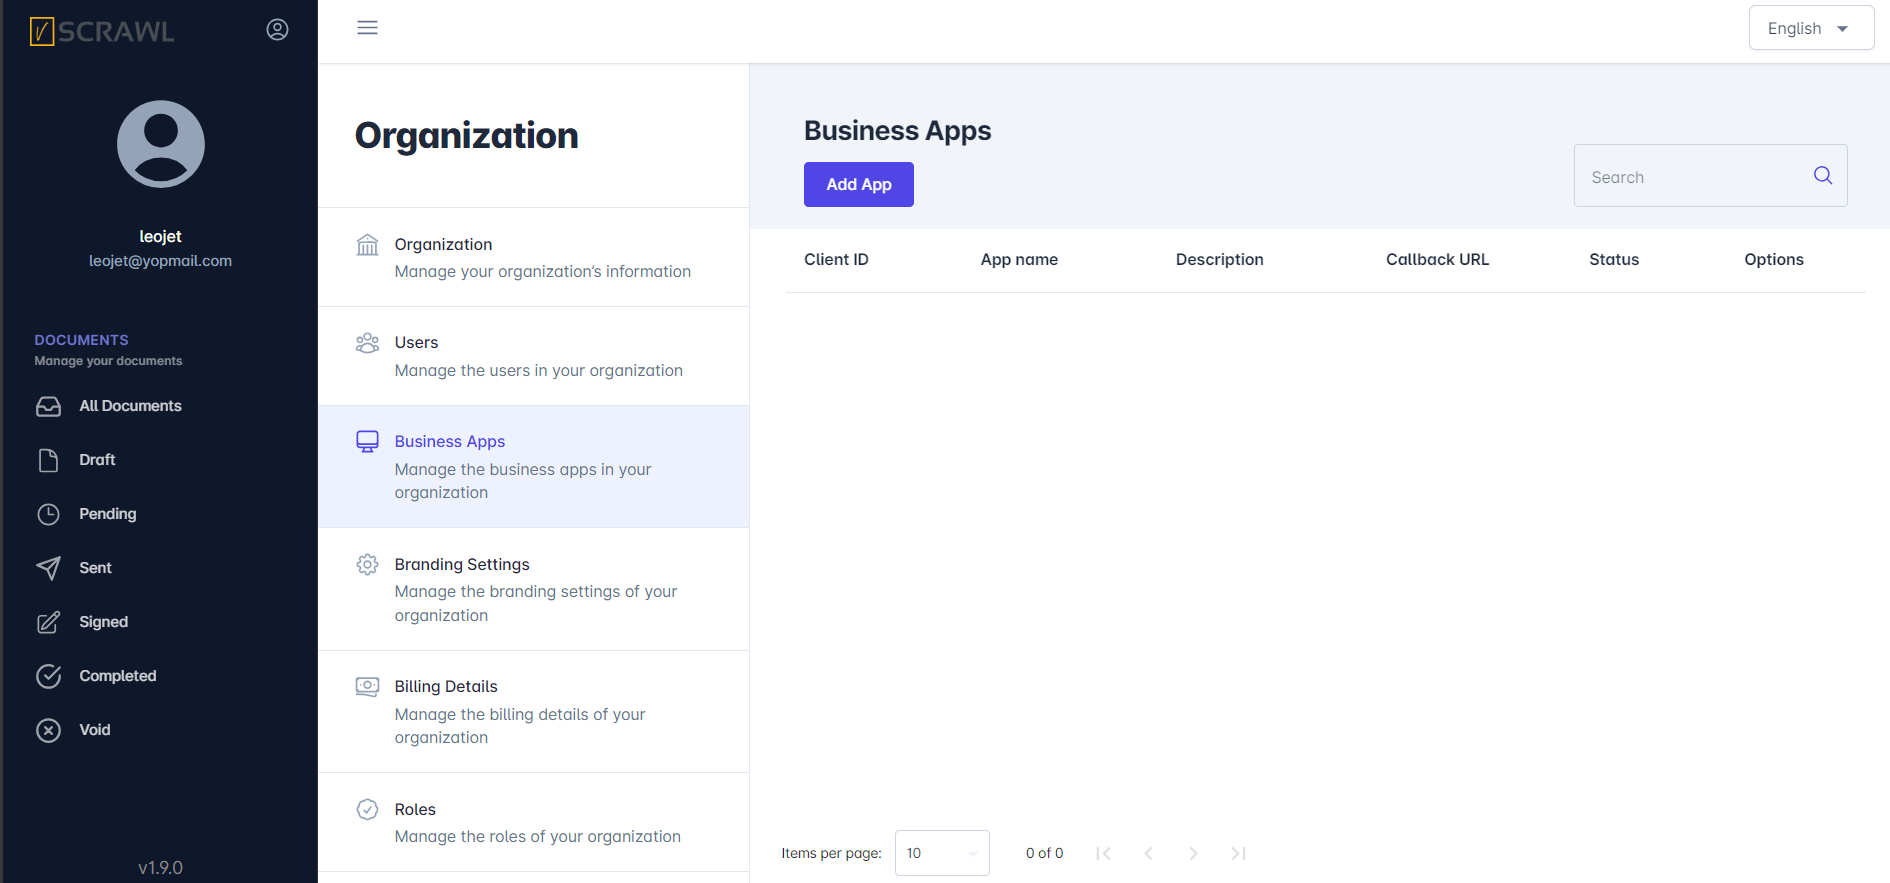 SCRAWL
leojet
leojet@yopmail.com
DOCUMENTS
Manage your documents
All Documents
Draft
Pending
Sent
Signed
Completed
Void
v1.9.0
English
Organization
Organization
Manage your organization's information
Users
Manage the users in your organization
Business Apps
Manage the business apps in your
organization
Branding Settings
Manage the branding settings of your
organization
Billing Details
Manage the billing details of your
organization
Roles
Manage the roles of your organization
Business Apps
Add App
Search
Client ID App name Description Callback URL Status Options
Items per page: 10 0 of 0